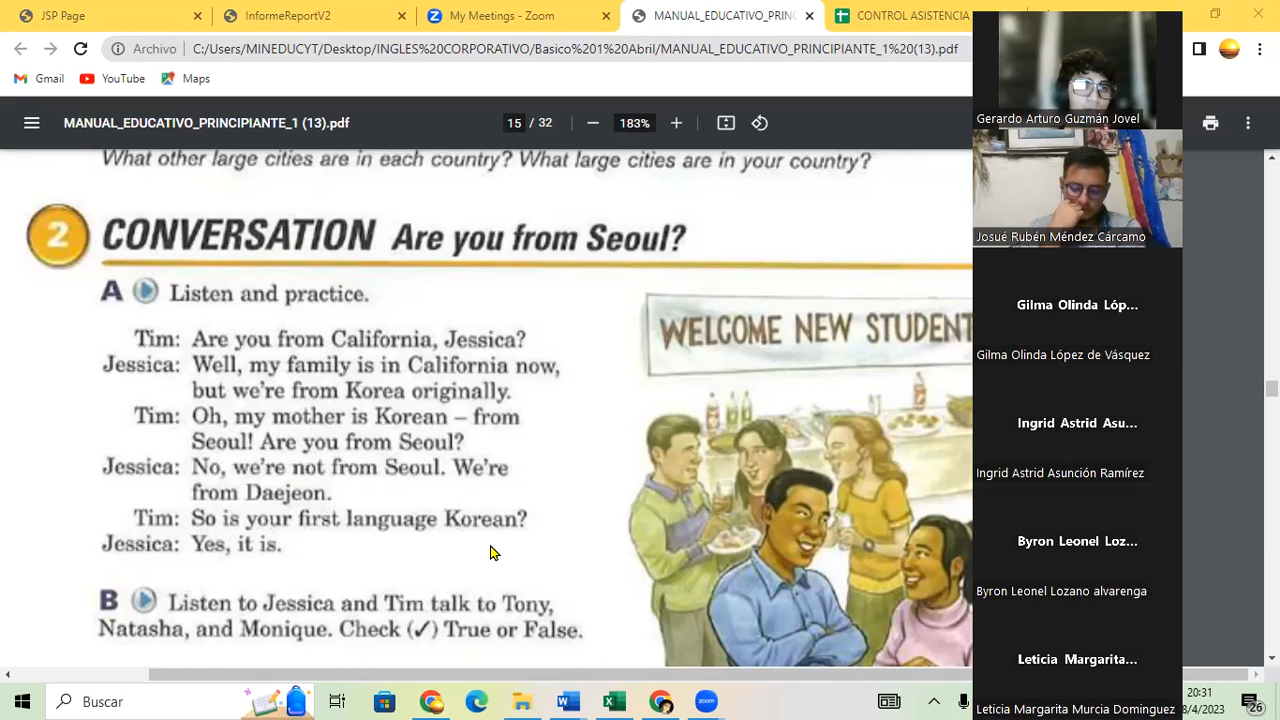 JSP Page
InformeReportV2
My Meetings - Zoom
MANUAL_EDUCATIVO_PRINC
CONTROL ASISTENCIA
Archivo
C:/Users/MINEDUCYT/Desktop/INGLES%20CORPORATIVO/Basico%201%20Abril/MANUAL_EDUCATIVO_PRINCIPIANTE_1%20(13).pdf
Gmail
YouTube
Maps
MANUAL_EDUCATIVO_PRINCIPIANTE_1 (13).pdf
15 / 32
183%
What other large cities are in each country? What large cities are in your country?
2 CONVERSATION Are you from Seoul?
A Listen and practice.
Tim: Are you from California, Jessica?
Jessica: Well, my family is in California now,
but we're from Korea originally.
Tim: Oh, my mother is Korean – from
Seoul! Are you from Seoul?
Jessica: No, we're not from Seoul. We're
from Daejeon.
Tim: So is your first language Korean?
Jessica: Yes, it is.
B Listen to Jessica and Tim talk to Tony,
Natasha, and Monique. Check (✓) True or False.
WELCOME NEW STUDENT
Gerardo Arturo Guzmán Jovel
Josué Rubén Méndez Cárcamo
Gilma Olinda Lóp...
Gilma Olinda López de Vásquez
Ingrid Astrid Asu...
Ingrid Astrid Asunción Ramírez
Byron Leonel Loz...
Byron Leonel Lozano alvarenga
Leticia Margarita...
Leticia Margarita Murcia Dominguez
Buscar
zoom
20:31
8/4/2023
26